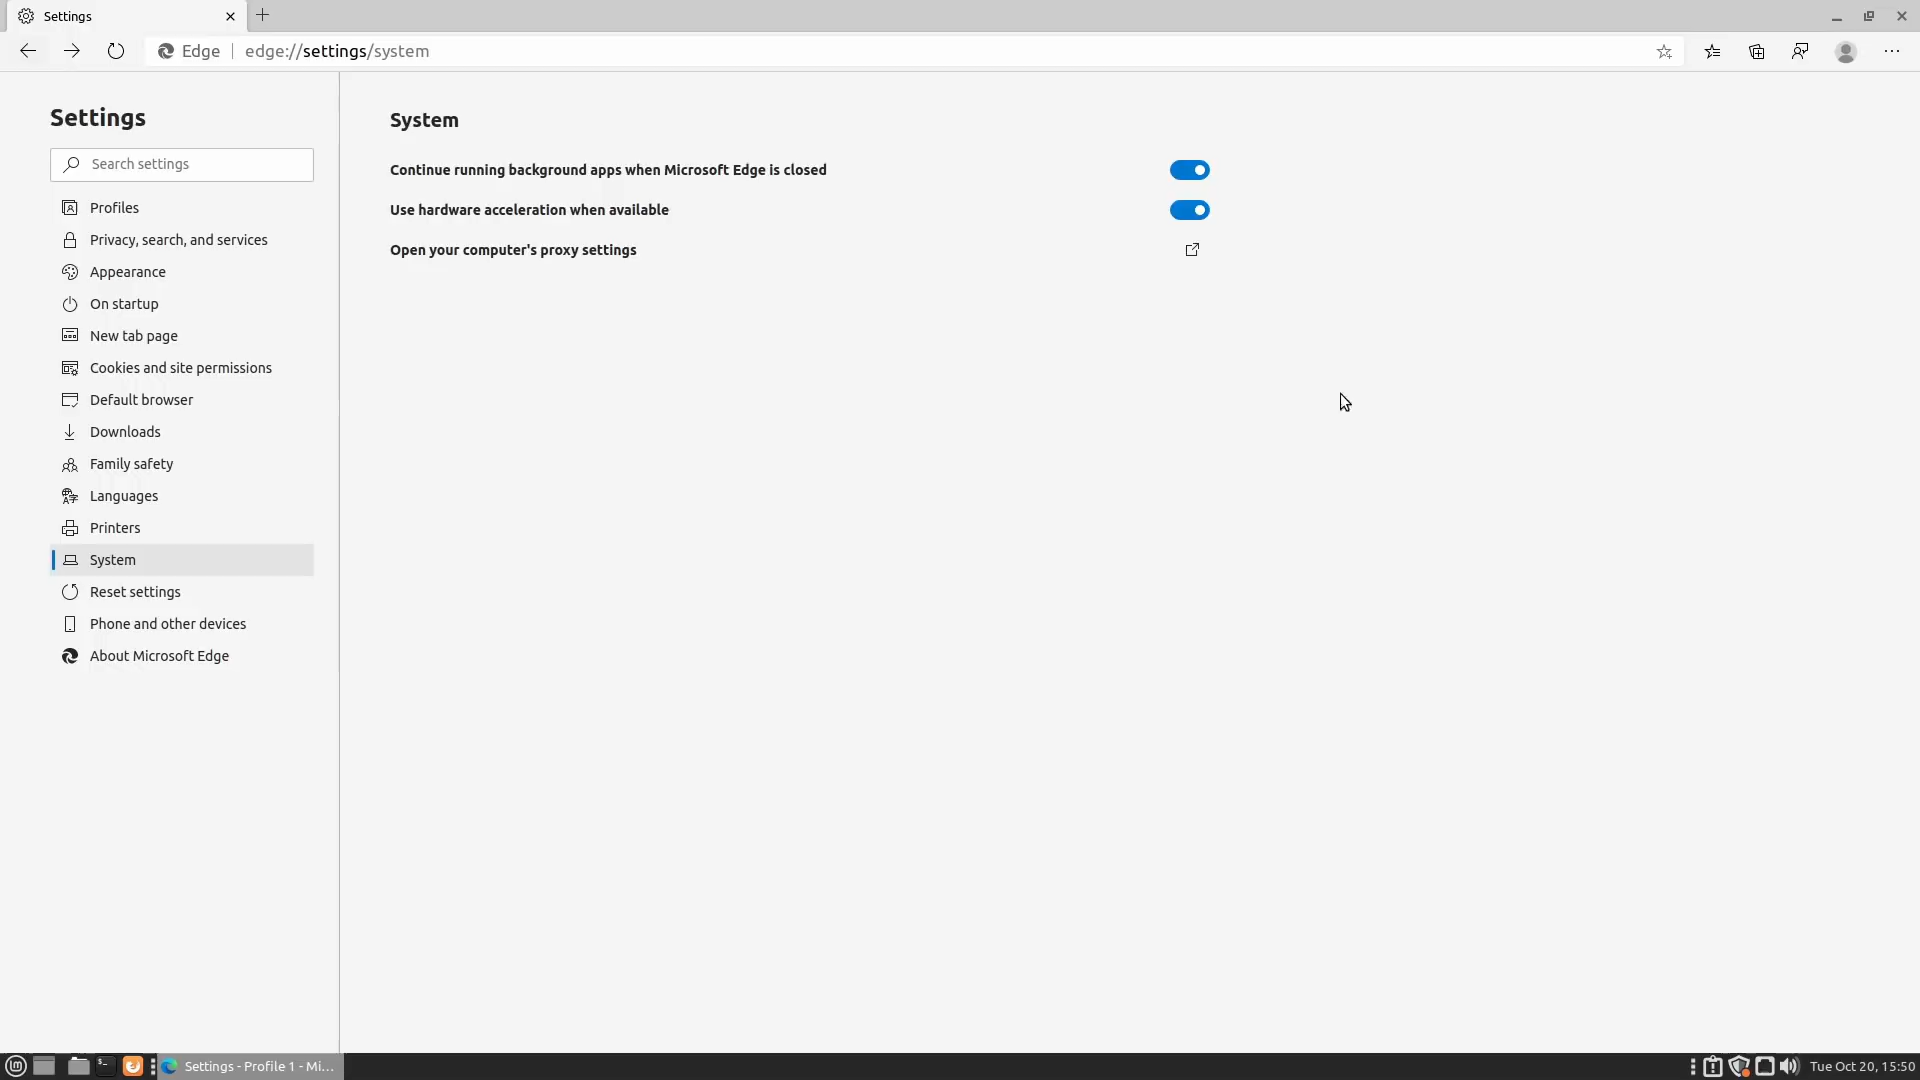 Settings
Edge
edge://settings/system
Settings
Search settings
Profiles
Privacy, search, and services
Appearance
On startup
New tab page
Cookies and site permissions
Default browser
Downloads
Family safety
Languages
Printers
System
Reset settings
Phone and other devices
About Microsoft Edge
System
Continue running background apps when Microsoft Edge is closed
Use hardware acceleration when available
Open your computer's proxy settings
Settings - Profile 1 - Mi...
Tue Oct 20, 15:50